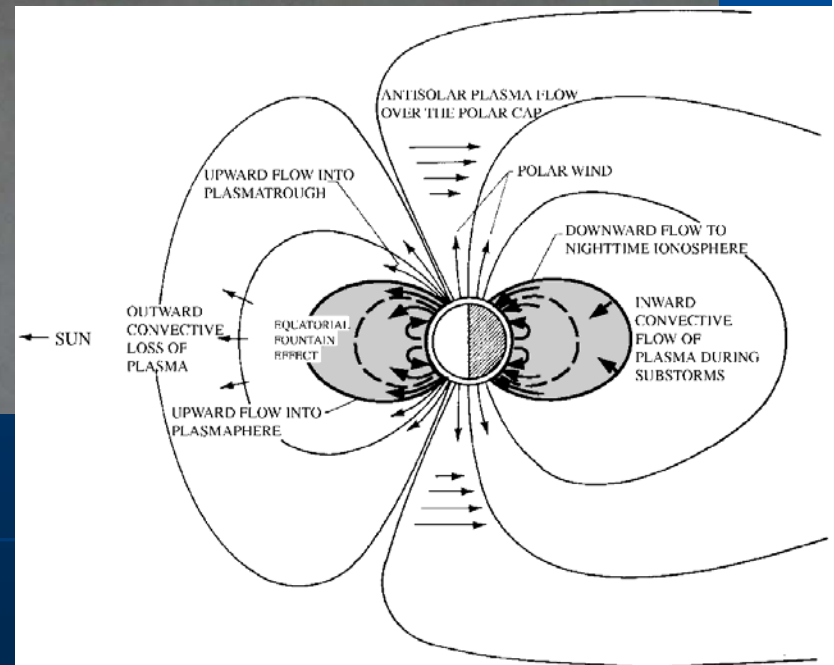 ANTISOLAR PLASMA FLOW
OVER THE POLAR CAP
UPWARD FLOW INTO
PLASMATROUGH
POLAR WIND
DOWNWARD FLOW TO
NIGHTTIME IONOSPHERE
OUTWARD
CONVECTIVE
LOSS OF
PLASMA
SUN
EQUATORIAL
FOUNTAIN
EFFECT
INWARD
CONVECTIVE
FLOW OF
PLASMA DURING
SUBSTORMS
UPWARD FLOW INTO
PLASMAPHERE